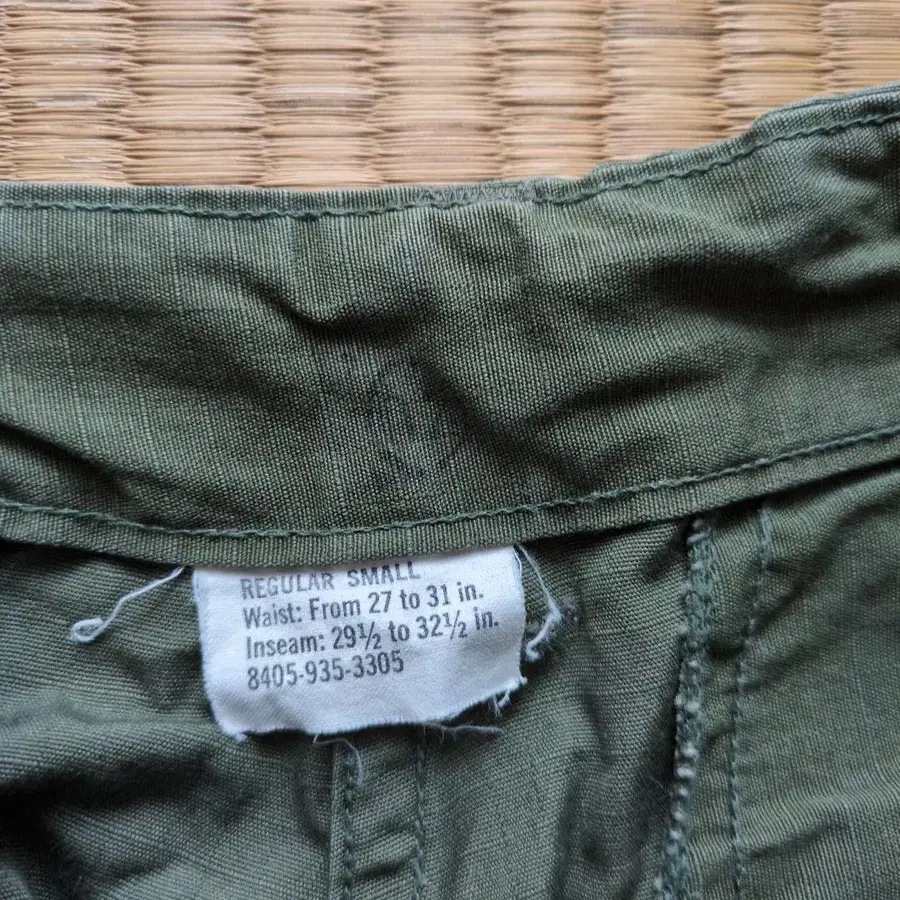 REGULAR SMALL
Waist: From 27 to 31 in.
Inseam: 29½ to 32½ in.
8405-935-3305